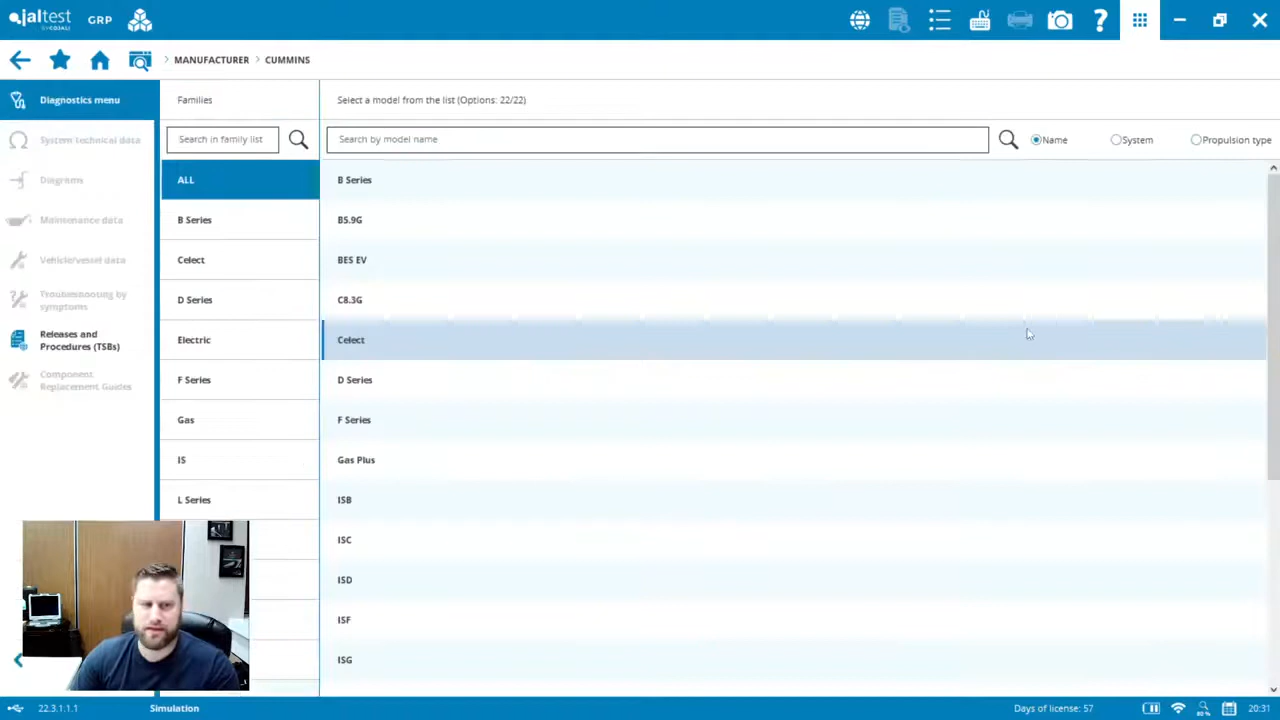 jaltest
BY COJALI
GRP
MANUFACTURER
CUMMINS
Diagnostics menu
System technical data
Diagrams
Maintenance data
Vehicle/vessel data
Troubleshooting by
symptoms
Releases and
Procedures (TSBs)
Component
Replacement Guides
Families
Search in family list
ALL
B Series
Celect
D Series
Electric
F Series
Gas
IS
L Series
Select a model from the list (Options: 22/22)
Search by model name
Name
System
Propulsion type
B Series
B5.9G
BES EV
C8.3G
Celect
D Series
F Series
Gas Plus
ISB
ISC
ISD
ISF
ISG
22.3.1.1.1
Simulation
Days of license: 57
80 %
20:31